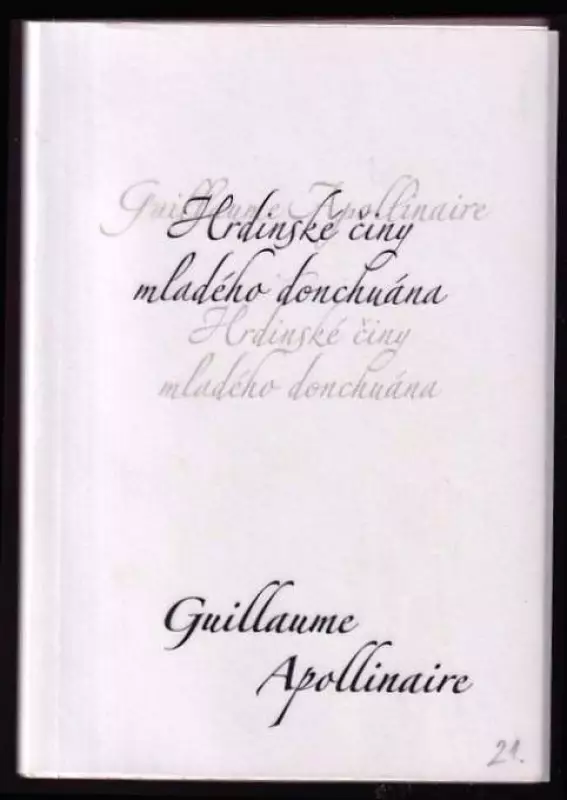 Guillaume Apollinaire
Hrdinské činy
mladého donchuána
Hrdinské činy
mladého donchuána
Guillaume
Apollinaire
21.